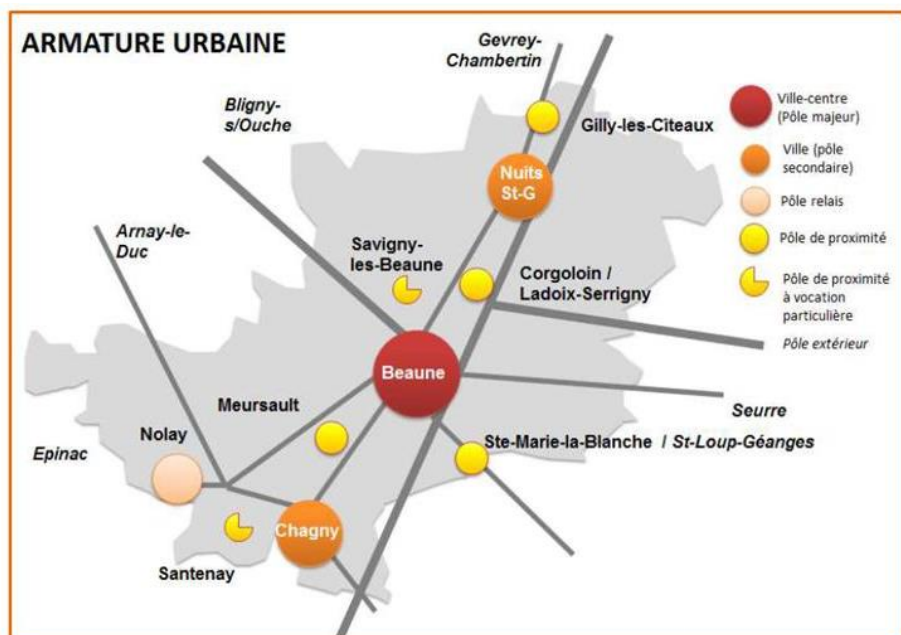 ARMATURE URBAINE
Gevrey-
Chambertin
Bligny-
s/Ouche
Gilly-les-Cîteaux
Nuits
St-G
Arnay-le-
Duc
Savigny-
les-Beaune
Corgoloin /
Ladoix-Serrigny
Beaune
Meursault
Seurre
Nolay
Epinac
Ste-Marie-la-Blanche / St-Loup-Géanges
Chagny
Santenay
Ville-centre
(Pôle majeur)
Ville (pôle
secondaire)
Pôle relais
Pôle de proximité
Pôle de proximité
à vocation
particulière
Pôle extérieur